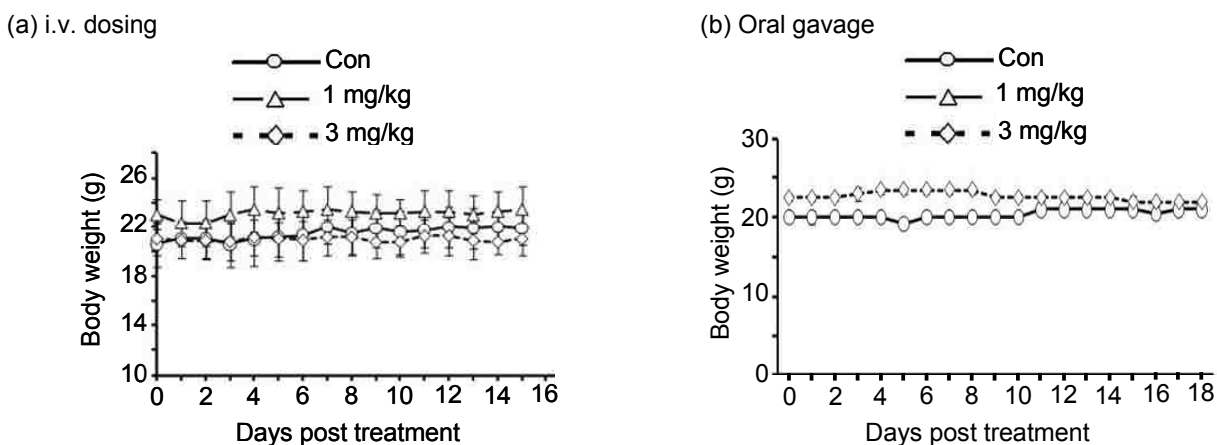 (a) i.v. dosing
Con
1 mg/kg
3 mg/kg
Body weight (g)
26
22
18
14
10
0 2 4 6 8 10 12 14 16
Days post treatment
(b) Oral gavage
Con
1 mg/kg
3 mg/kg
Body weight (g)
30
20
10
0
0 2 4 6 8 10 12 14 16 18
Days post treatment